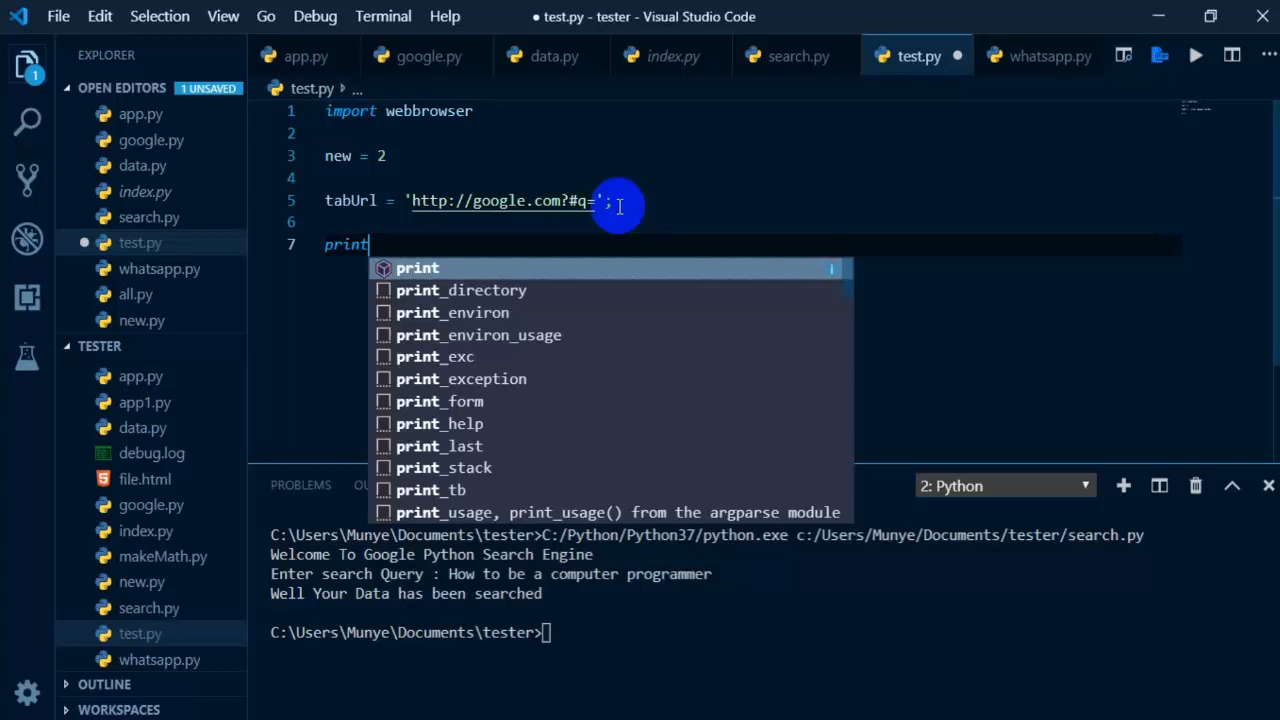 File Edit Selection View Go Debug Terminal Help ● test.py - tester - Visual Studio Code
EXPLORER
OPEN EDITORS 1 UNSAVED
app.py
google.py
data.py
index.py
search.py
test.py
whatsapp.py
all.py
new.py
TESTER
app.py
app1.py
data.py
debug.log
file.html
google.py
index.py
makeMath.py
new.py
search.py
test.py
whatsapp.py
OUTLINE
WORKSPACES
1
app.py google.py data.py index.py search.py test.py ● whatsapp.py ...
test.py › ...
1 import webbrowser
2
3 new = 2
4
5 tabUrl = 'http://google.com?#q=';
6
7 print
print i
print_directory
print_environ
print_environ_usage
print_exc
print_exception
print_form
print_help
print_last
print_stack
print_tb
print_usage, print_usage() from the argparse module
PROBLEMS OU 2: Python
C:\Users\Munye\Documents\tester>C:/Python/Python37/python.exe c:/Users/Munye/Documents/tester/search.py
Welcome To Google Python Search Engine
Enter search Query : How to be a computer programmer
Well Your Data has been searched
C:\Users\Munye\Documents\tester>